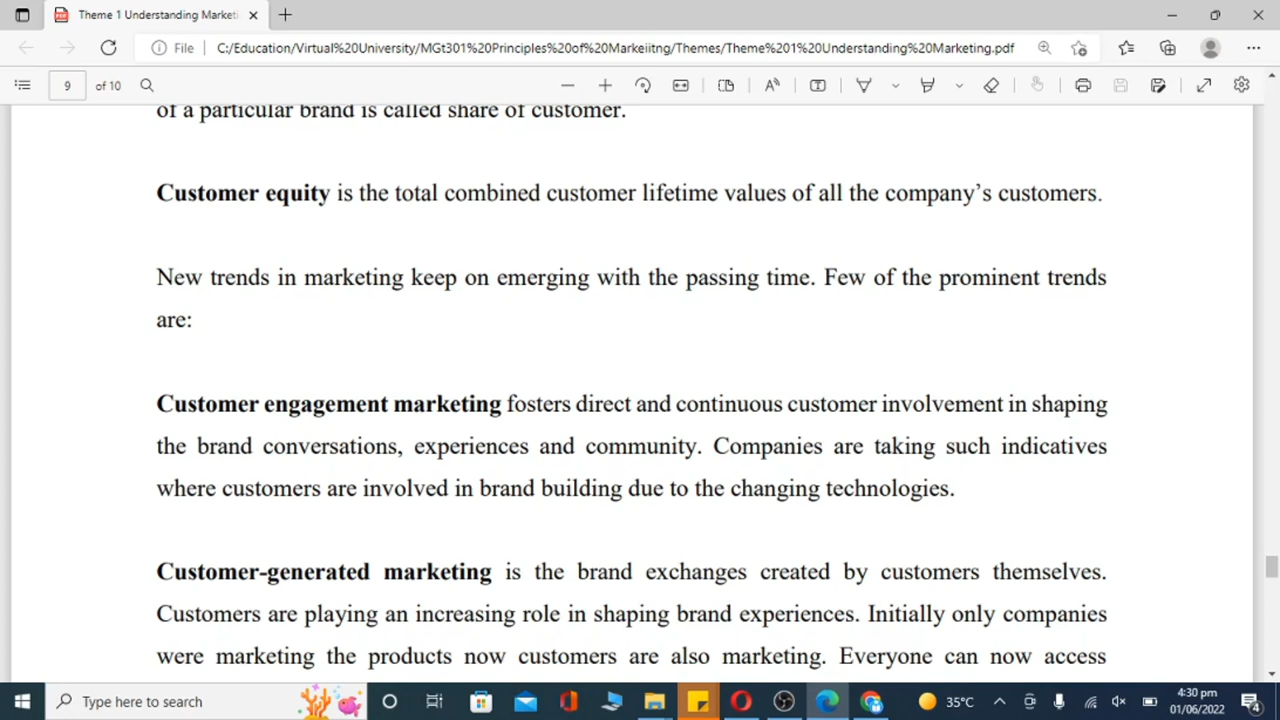 Theme 1 Understanding Marketi
File
C:/Education/Virtual%20University/MGt301%20Principles%20of%20Markeiitng/Themes/Theme%201%20Understanding%20Marketing.pdf
9 of 10
of a particular brand is called share of customer.
Customer equity is the total combined customer lifetime values of all the company’s customers.
New trends in marketing keep on emerging with the passing time. Few of the prominent trends
are:
Customer engagement marketing fosters direct and continuous customer involvement in shaping
the brand conversations, experiences and community. Companies are taking such indicatives
where customers are involved in brand building due to the changing technologies.
Customer-generated marketing is the brand exchanges created by customers themselves.
Customers are playing an increasing role in shaping brand experiences. Initially only companies
were marketing the products now customers are also marketing. Everyone can now access
Type here to search
35°C
4:30 pm
01/06/2022
4